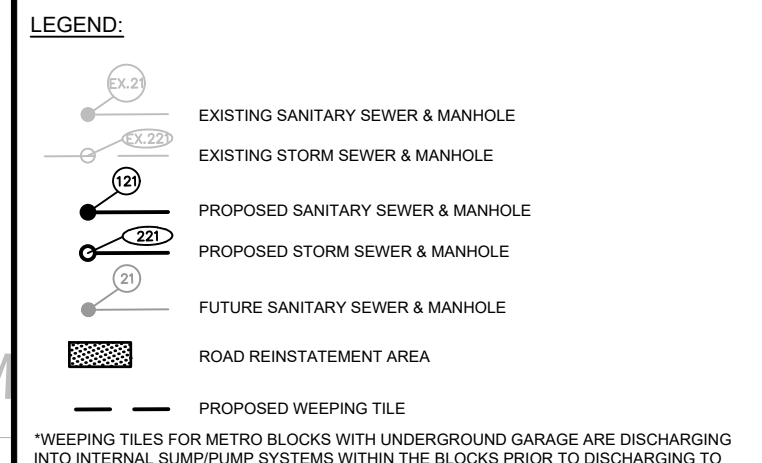 LEGEND:
EX.21
EXISTING SANITARY SEWER & MANHOLE
EX.221
EXISTING STORM SEWER & MANHOLE
121
PROPOSED SANITARY SEWER & MANHOLE
221
PROPOSED STORM SEWER & MANHOLE
21
FUTURE SANITARY SEWER & MANHOLE
ROAD REINSTATEMENT AREA
PROPOSED WEEPING TILE
*WEEPING TILES FOR METRO BLOCKS WITH UNDERGROUND GARAGE ARE DISCHARGING
INTO INTERNAL SUMP/PUMP SYSTEMS WITHIN THE BLOCKS PRIOR TO DISCHARGING TO